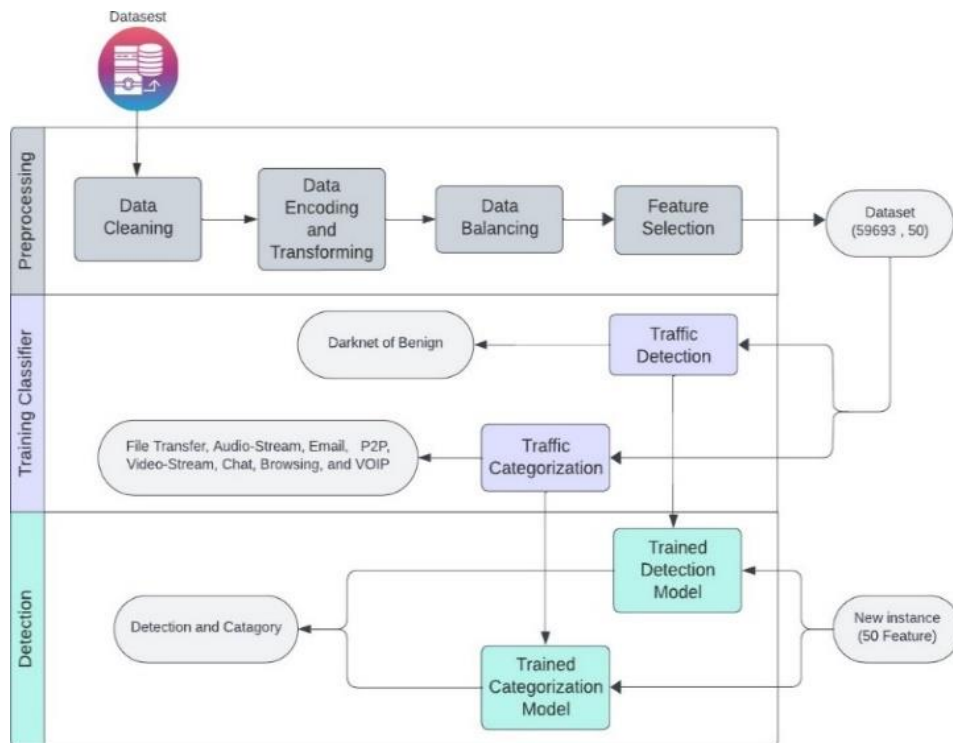 Datasest
Preprocessing
Data
Cleaning
Data
Encoding
and
Transforming
Data
Balancing
Feature
Selection
Dataset
(59693 , 50)
Training Classifier
Darknet of Benign
Traffic
Detection
File Transfer, Audio-Stream, Email, P2P,
Video-Stream, Chat, Browsing, and VOIP
Traffic
Categorization
Detection
Trained
Detection
Model
Detection and Catagory
Trained
Categorization
Model
New instance
(50 Feature)